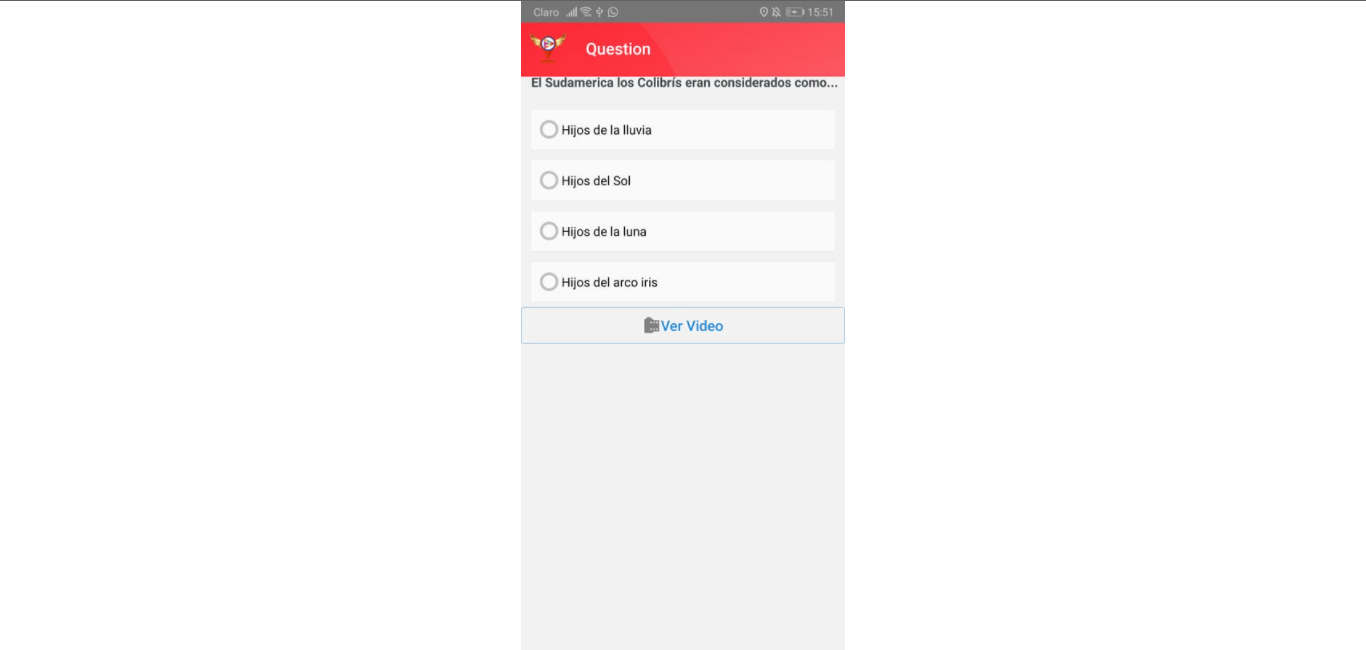 Claro 15:51
Question
El Sudamerica los Colibrís eran considerados como...
Hijos de la lluvia
Hijos del Sol
Hijos de la luna
Hijos del arco iris
Ver Video